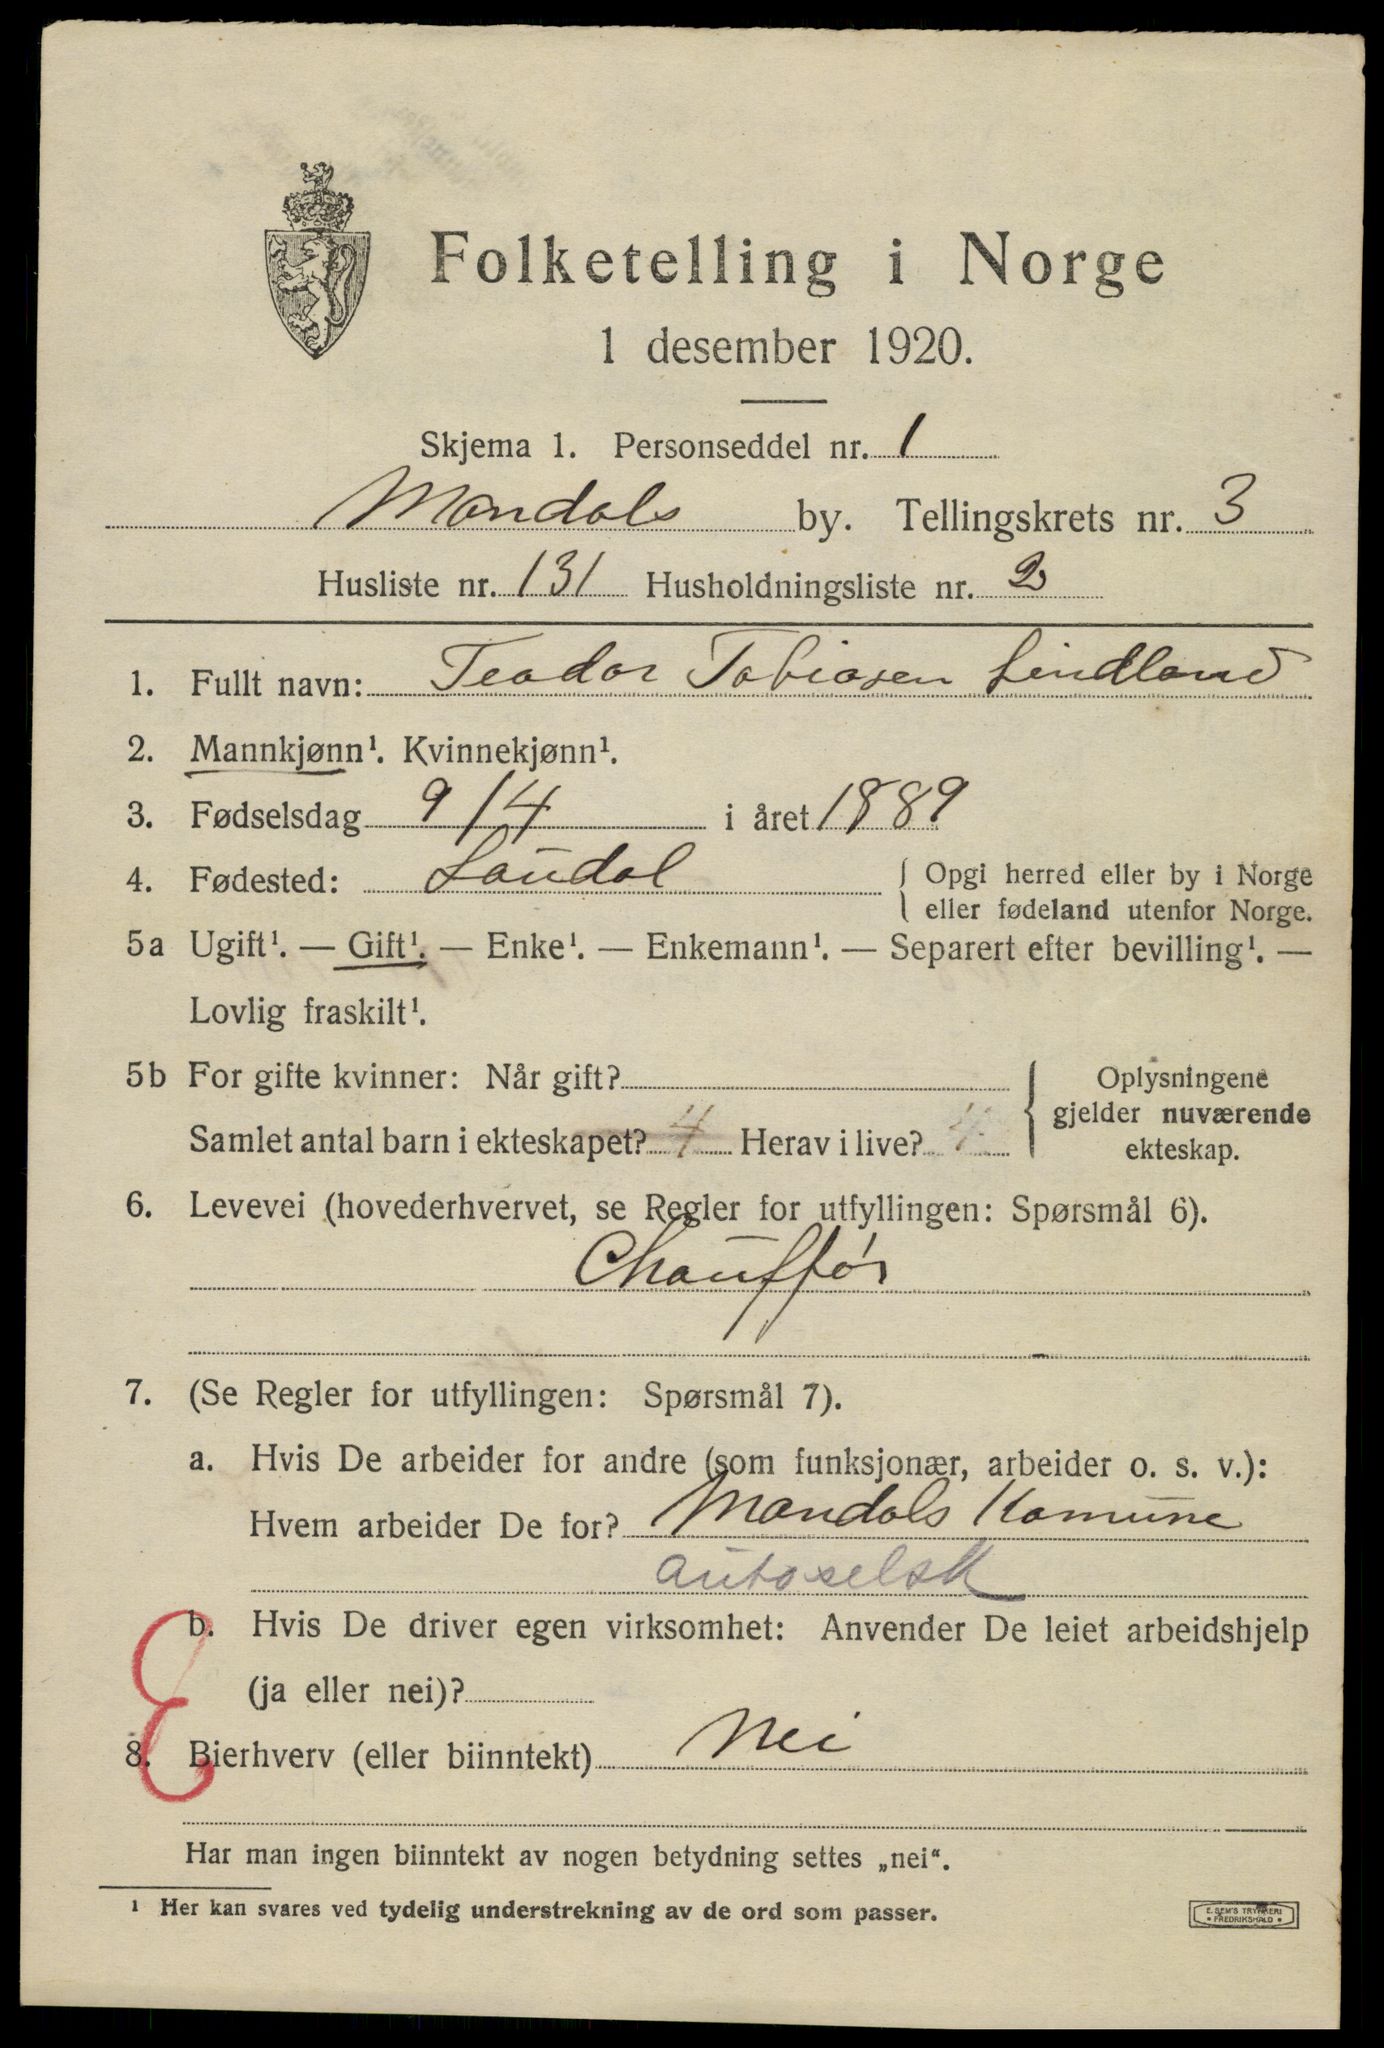 Folketelling i Norge
1 desember 1920.
Skjema 1. Personseddel nr. 1
Mandals by. Tellingskrets nr. 3
Husliste nr. 131 Husholdningsliste nr. 2
1. Fullt navn: Teodor Tobiasen Lindland
2. Mannkjønn¹. Kvinnekjønn¹.
3. Fødselsdag 9/4 i året 1889
4. Fødested: Laudal { Opgi herred eller by i Norge
eller fødeland utenfor Norge.
5a Ugift¹. — Gift¹. — Enke¹. — Enkemann¹. — Separert efter bevilling¹. —
Lovlig fraskilt¹.
5b For gifte kvinner: Når gift?
Samlet antal barn i ekteskapet? 4 Herav i live? 4
Oplysningene
gjelder nuværende
ekteskap.
6. Levevei (hovederhvervet, se Regler for utfyllingen: Spørsmål 6).
Chauffør
7. (Se Regler for utfyllingen: Spørsmål 7).
a. Hvis De arbeider for andre (som funksjonær, arbeider o. s. v.):
Hvem arbeider De for? Mandals Komune
autoselsk
b. Hvis De driver egen virksomhet: Anvender De leiet arbeidshjelp
(ja eller nei)?
8. Bierhverv (eller biinntekt) Nei
Har man ingen biinntekt av nogen betydning settes „nei“.
¹ Her kan svares ved tydelig understrekning av de ord som passer.
E. SEM'S TRYKKERI
• FREDRIKSHALD •